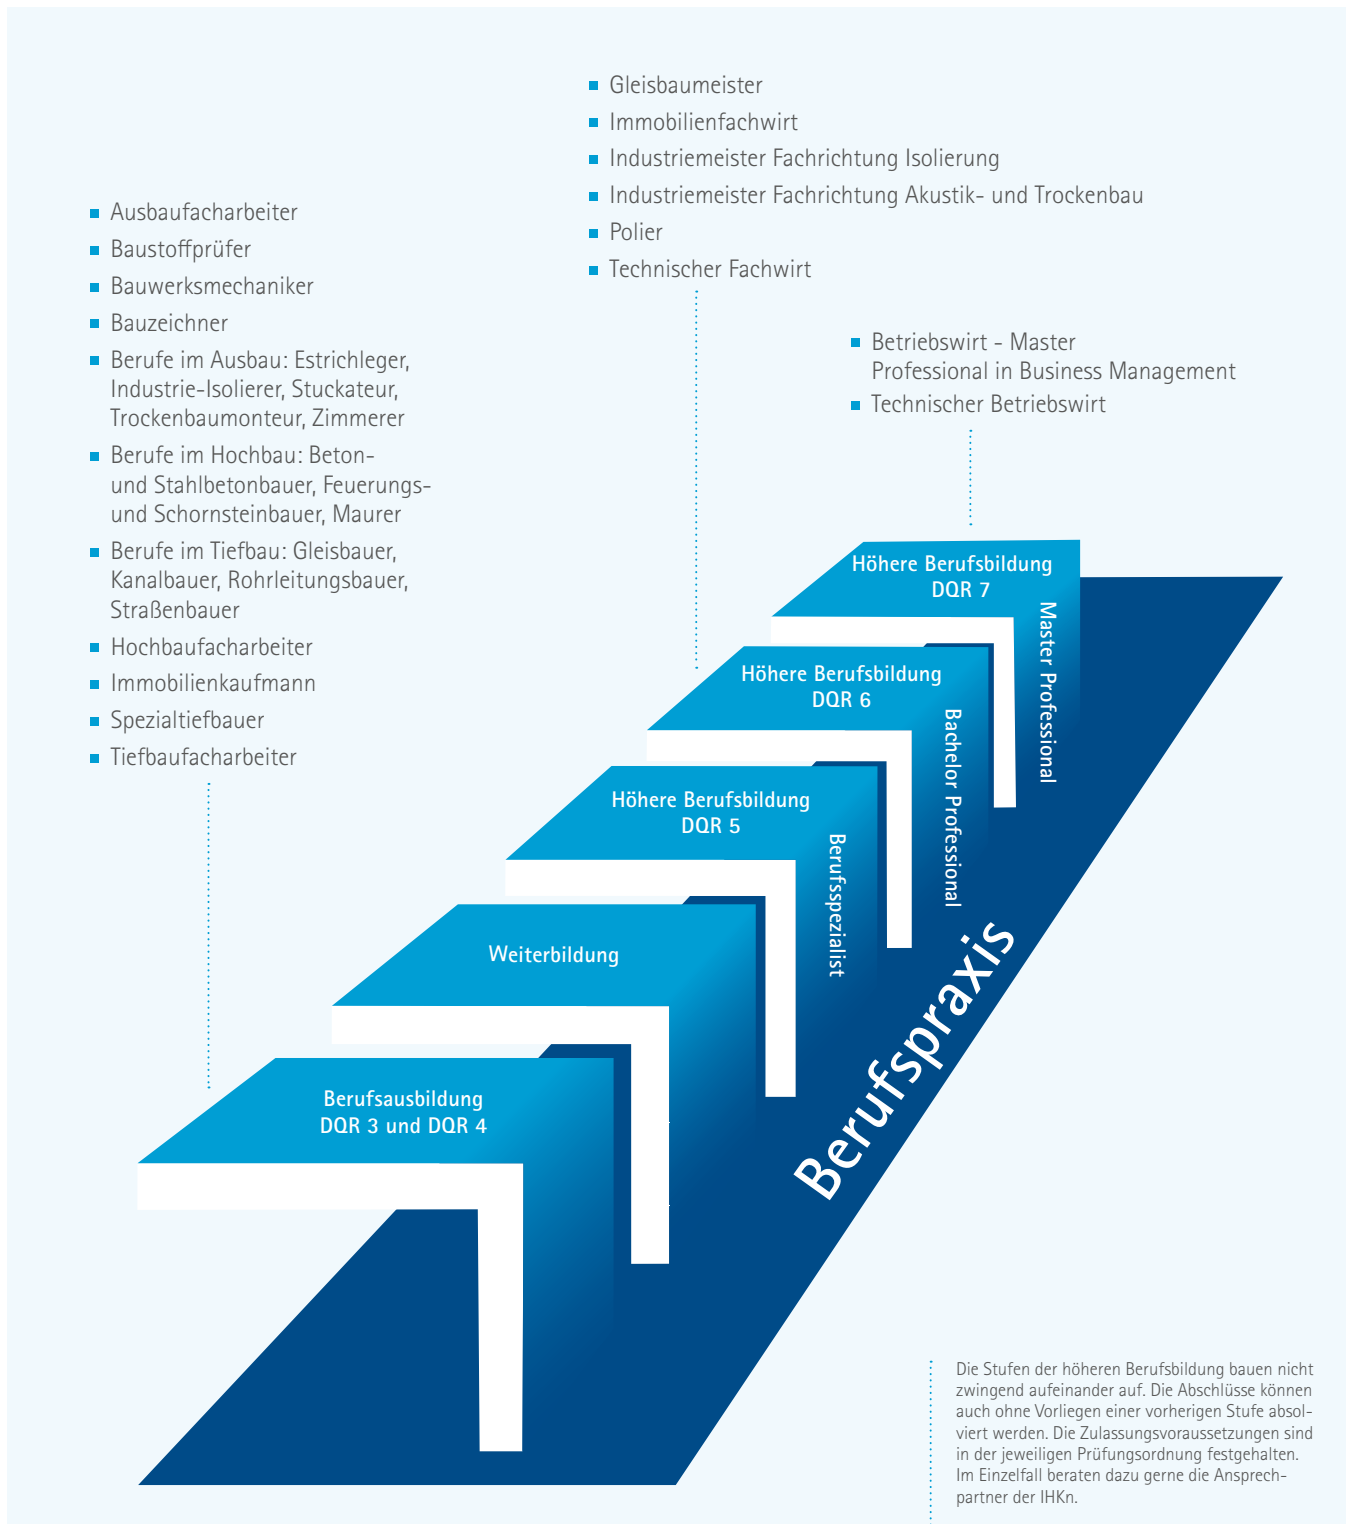 Gleisbaumeister
Immobilienfachwirt
Industriemeister Fachrichtung Isolierung
Industriemeister Fachrichtung Akustik- und Trockenbau
Polier
Technischer Fachwirt
Ausbaufacharbeiter
Baustoffprüfer
Bauwerksmechaniker
Bauzeichner
Berufe im Ausbau: Estrichleger,
Industrie-Isolierer, Stuckateur,
Trockenbaumonteur, Zimmerer
Berufe im Hochbau: Beton-
und Stahlbetonbauer, Feuerungs-
und Schornsteinbauer, Maurer
Berufe im Tiefbau: Gleisbauer,
Kanalbauer, Rohrleitungsbauer,
Straßenbauer
Hochbaufacharbeiter
Immobilienkaufmann
Spezialtiefbauer
Tiefbaufacharbeiter
Betriebswirt - Master
Professional in Business Management
Technischer Betriebswirt
Höhere Berufsbildung
DQR 7
Master Professional
Höhere Berufsbildung
DQR 6
Bachelor Professional
Höhere Berufsbildung
DQR 5
Berufsspezialist
Weiterbildung
Berufsausbildung
DQR 3 und DQR 4
Berufspraxis
Die Stufen der höheren Berufsbildung bauen nicht
zwingend aufeinander auf. Die Abschlüsse können
auch ohne Vorliegen einer vorherigen Stufe absol-
viert werden. Die Zulassungsvoraussetzungen sind
in der jeweiligen Prüfungsordnung festgehalten.
Im Einzelfall beraten dazu gerne die Ansprech-
partner der IHKn.